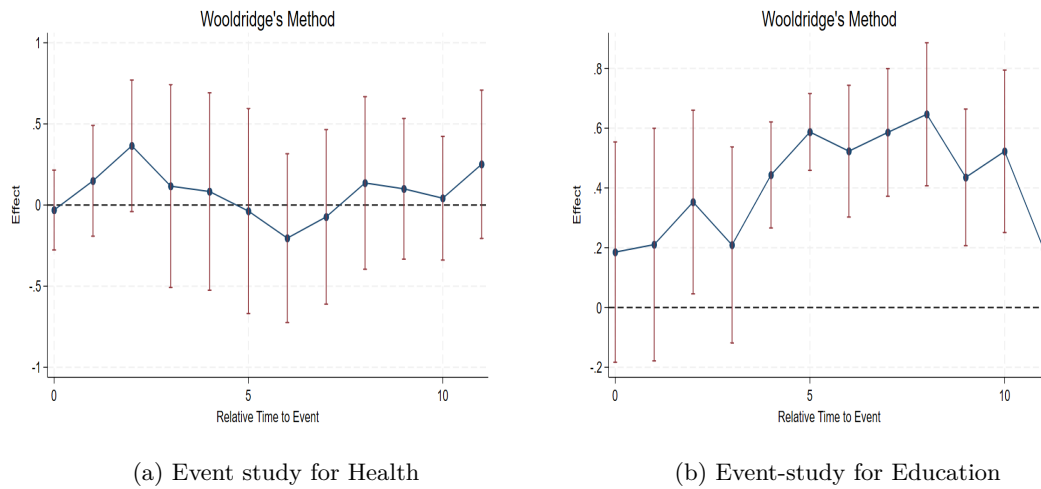 Wooldridge's Method
1
.5
0
-.5
-1
Effect
0
5
10
Relative Time to Event
(a) Event study for Health
Wooldridge's Method
.8
.6
.4
.2
0
-.2
Effect
0
5
10
Relative Time to Event
(b) Event-study for Education